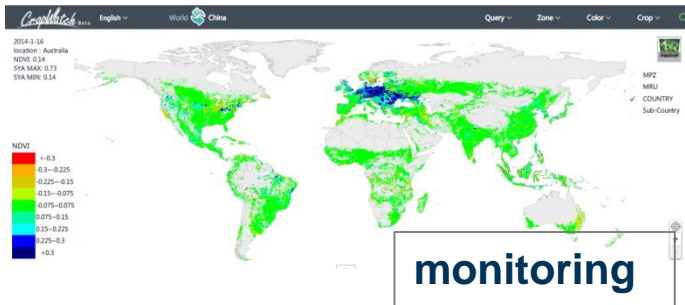 CropWatch Beta English World China Query Zone Color Crop
2014-1-16
location : Australia
NDVI: 0.14
5YA MAX: 0.73
5YA MIN: 0.14
MPZ
MRU
COUNTRY
Sub-Country
NDVI
<-0.3
-0.3~-0.225
-0.225~-0.15
-0.15~-0.075
-0.075~0.075
0.075~0.15
0.15~0.225
0.225~0.3
>0.3
monitoring